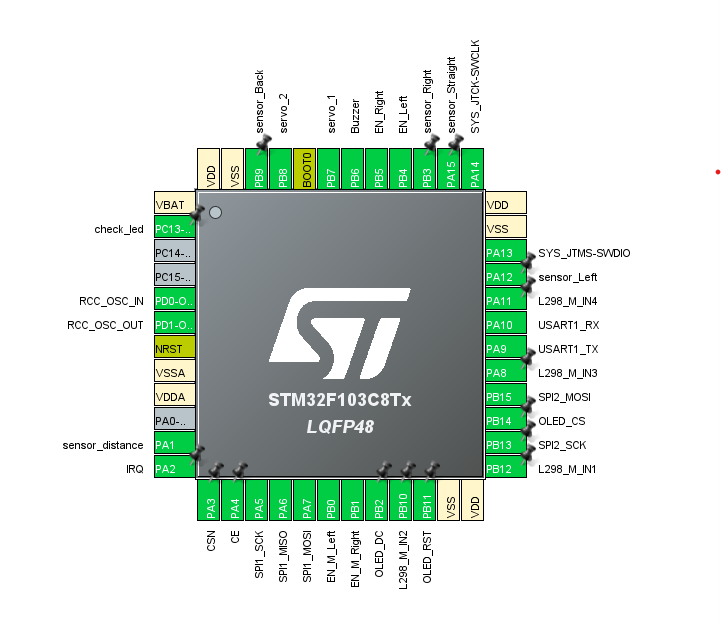 sensor_Back
servo_2
servo_1
Buzzer
EN_Right
EN_Left
sensor_Right
sensor_Straight
SYS_JTCK-SWCLK
VDD
VSS
PB9
PB8
BOOT0
PB7
PB6
PB5
PB4
PB3
PA15
PA14
VBAT
check_led PC13-..
PC14-..
PC15-..
RCC_OSC_IN PD0-O..
RCC_OSC_OUT PD1-O..
NRST
VSSA
VDDA
PA0-..
sensor_distance PA1
IRQ PA2
STM32F103C8Tx
LQFP48
VDD
VSS
PA13 SYS_JTMS-SWDIO
PA12 sensor_Left
PA11 L298_M_IN4
PA10 USART1_RX
PA9 USART1_TX
PA8 L298_M_IN3
PB15 SPI2_MOSI
PB14 OLED_CS
PB13 SPI2_SCK
PB12 L298_M_IN1
PA3
PA4
PA5
PA6
PA7
PB0
PB1
PB2
PB10
PB11
VSS
VDD
CSN
CE
SPI1_SCK
SPI1_MISO
SPI1_MOSI
EN_M_Left
EN_M_Right
OLED_DC
L298_M_IN2
OLED_RST